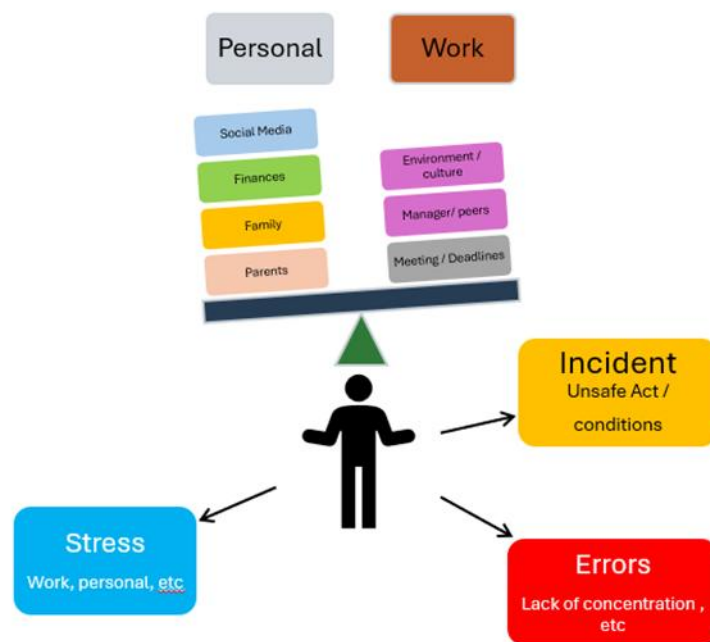 Personal
Work
Social Media
Finances
Family
Parents
Environment /
culture
Manager/ peers
Meeting / Deadlines
Incident
Unsafe Act /
conditions
Stress
Work, personal, etc
Errors
Lack of concentration ,
etc